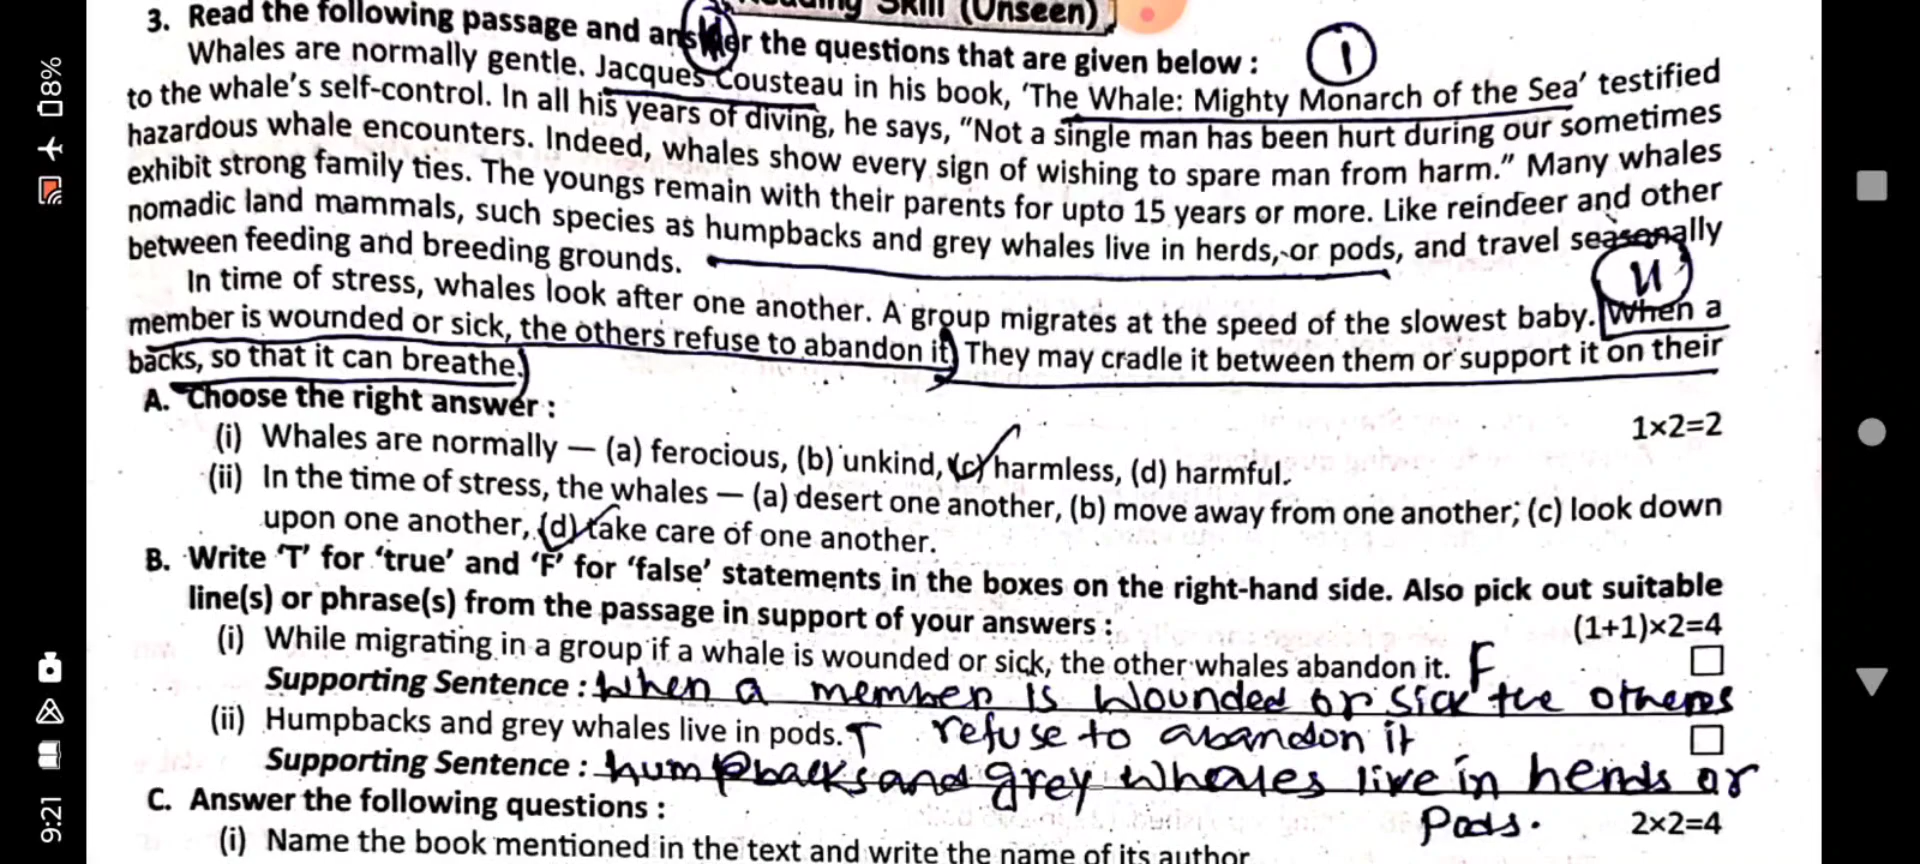 Reading Skill (Unseen)
3. Read the following passage and answer the questions that are given below :
1
Whales are normally gentle. Jacques Cousteau in his book, 'The Whale: Mighty Monarch of the Sea' testified
to the whale's self-control. In all his years of diving, he says, "Not a single man has been hurt during our sometimes
hazardous whale encounters. Indeed, whales show every sign of wishing to spare man from harm." Many whales
exhibit strong family ties. The youngs remain with their parents for upto 15 years or more. Like reindeer and other
nomadic land mammals, such species as humpbacks and grey whales live in herds, or pods, and travel seasonally
between feeding and breeding grounds.
In time of stress, whales look after one another. A group migrates at the speed of the slowest baby. When a
member is wounded or sick, the others refuse to abandon it. They may cradle it between them or support it on their
backs, so that it can breathe.
A. Choose the right answer :
1×2=2
(i) Whales are normally — (a) ferocious, (b) unkind, (c) harmless, (d) harmful.
(ii) In the time of stress, the whales — (a) desert one another, (b) move away from one another, (c) look down
upon one another, (d) take care of one another.
B. Write 'T' for 'true' and 'F' for 'false' statements in the boxes on the right-hand side. Also pick out suitable
line(s) or phrase(s) from the passage in support of your answers :
(1+1)×2=4
(i) While migrating in a group if a whale is wounded or sick, the other whales abandon it. F
Supporting Sentence : When a member is wounded or sick the others
refuse to abandon it
(ii) Humpbacks and grey whales live in pods. T
Supporting Sentence : humpbacks and grey whales live in herds or
Pods.
C. Answer the following questions :
2×2=4
(i) Name the book mentioned in the text and write the name of its author
8%
9:21